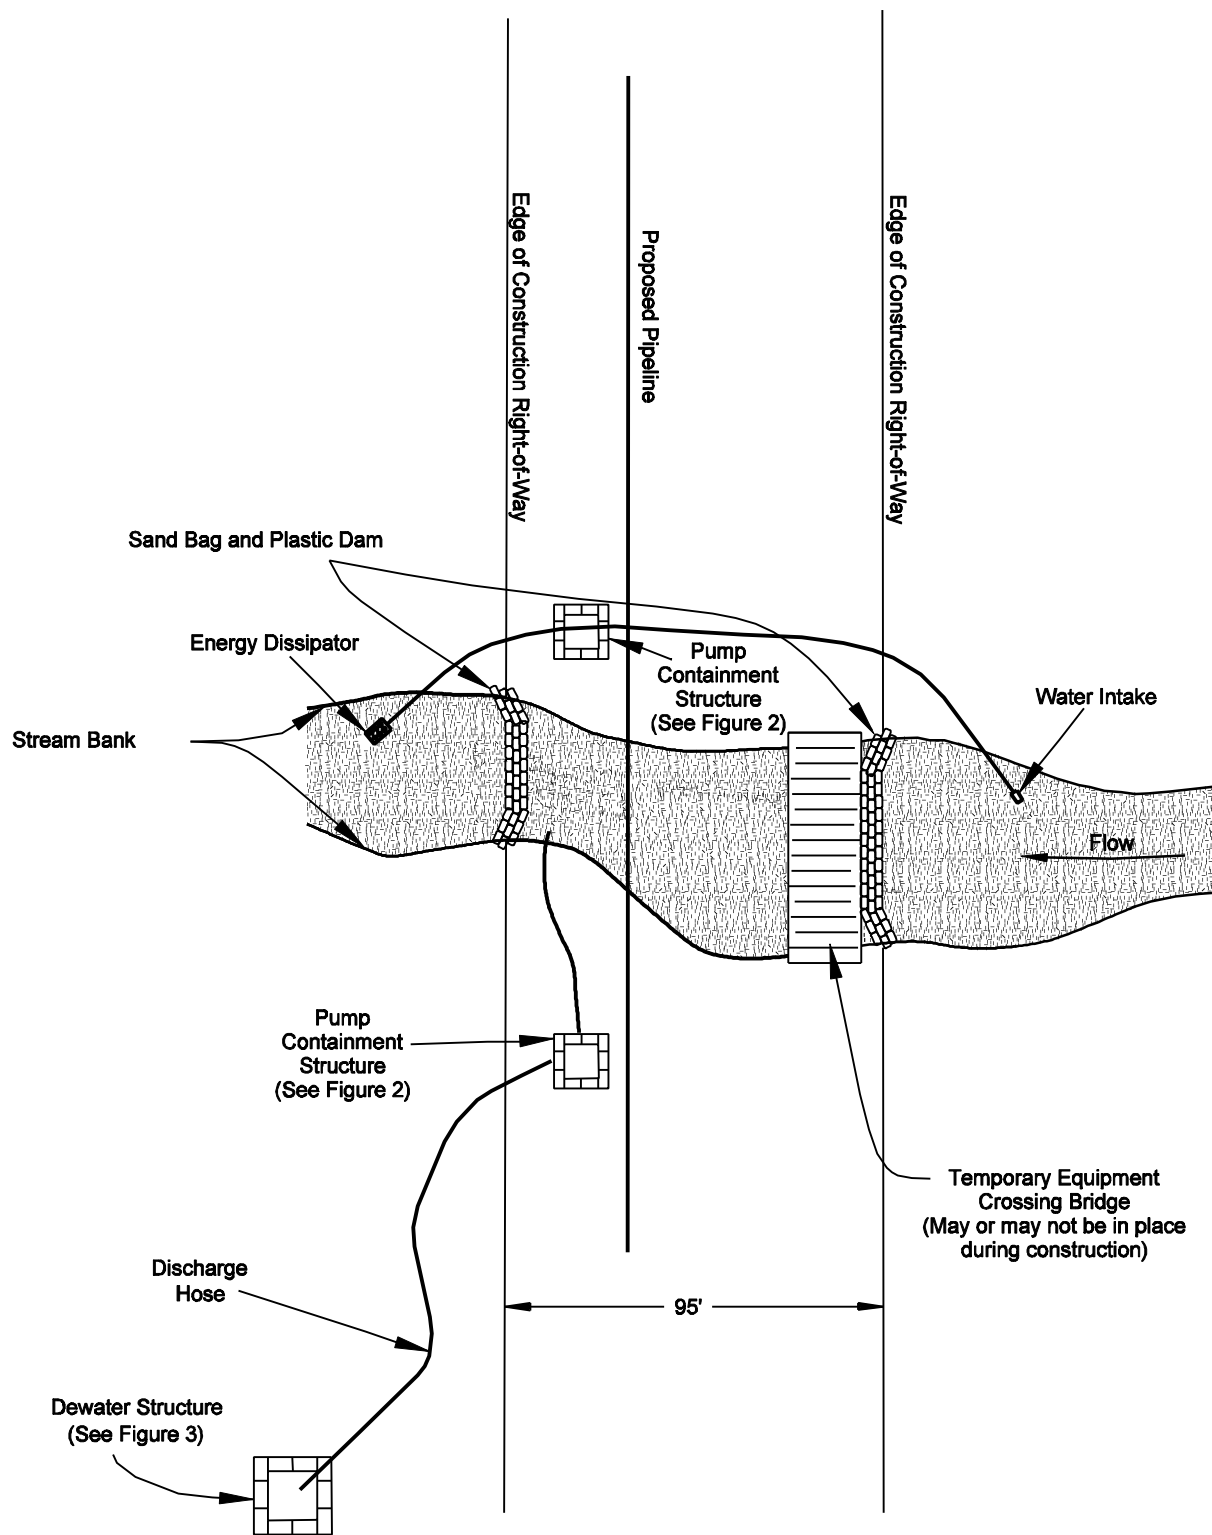 Edge of Construction Right-of-Way
Proposed Pipeline
Edge of Construction Right-of-Way
Sand Bag and Plastic Dam
Energy Dissipator
Pump
Containment
Structure
(See Figure 2)
Water Intake
Stream Bank
Flow
Pump
Containment
Structure
(See Figure 2)
Temporary Equipment
Crossing Bridge
(May or may not be in place
during construction)
Discharge
Hose
95'
Dewater Structure
(See Figure 3)